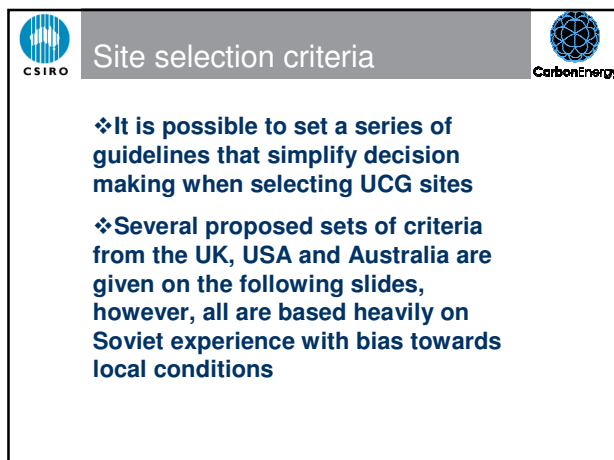 CSIRO
Site selection criteria
CarbonEnergy
❖It is possible to set a series of
guidelines that simplify decision
making when selecting UCG sites
❖Several proposed sets of criteria
from the UK, USA and Australia are
given on the following slides,
however, all are based heavily on
Soviet experience with bias towards
local conditions